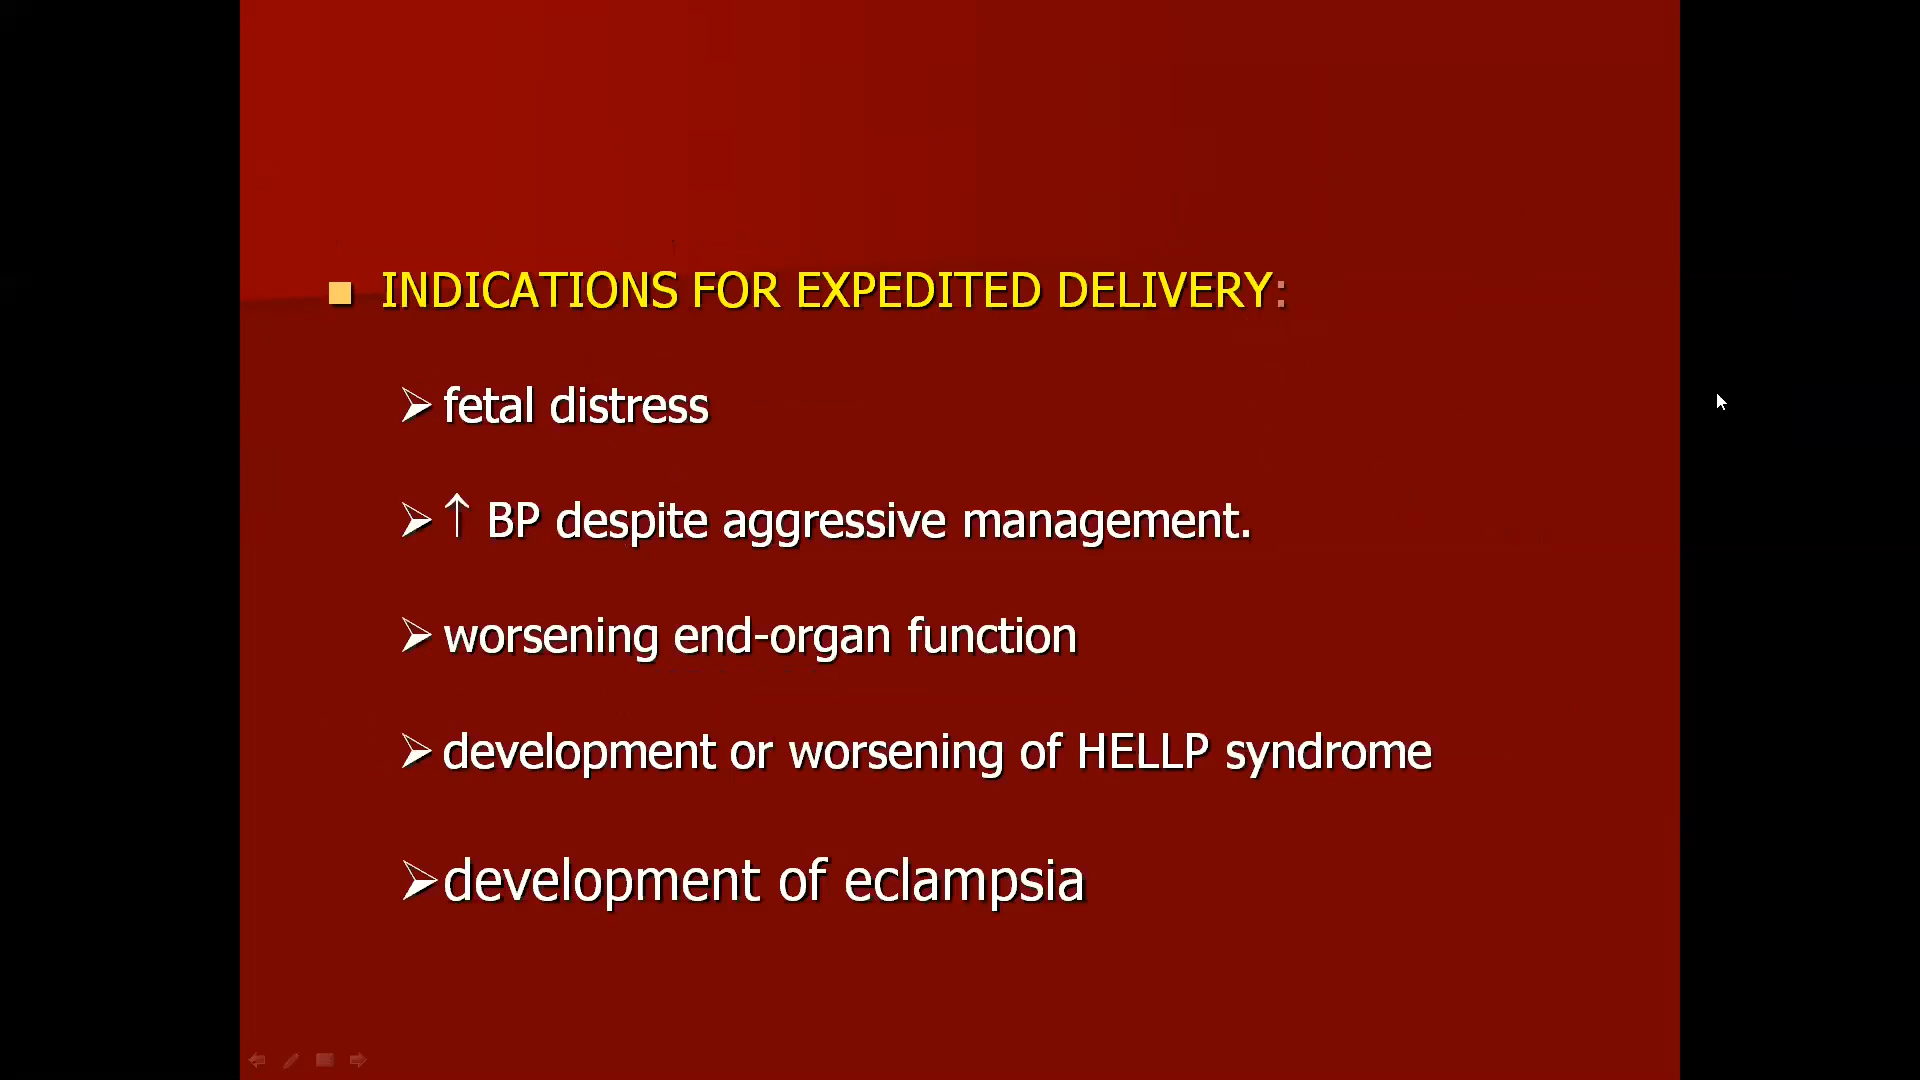 ■ INDICATIONS FOR EXPEDITED DELIVERY:
➢ fetal distress
➢ ↑ BP despite aggressive management.
➢ worsening end-organ function
➢ development or worsening of HELLP syndrome
➢ development of eclampsia